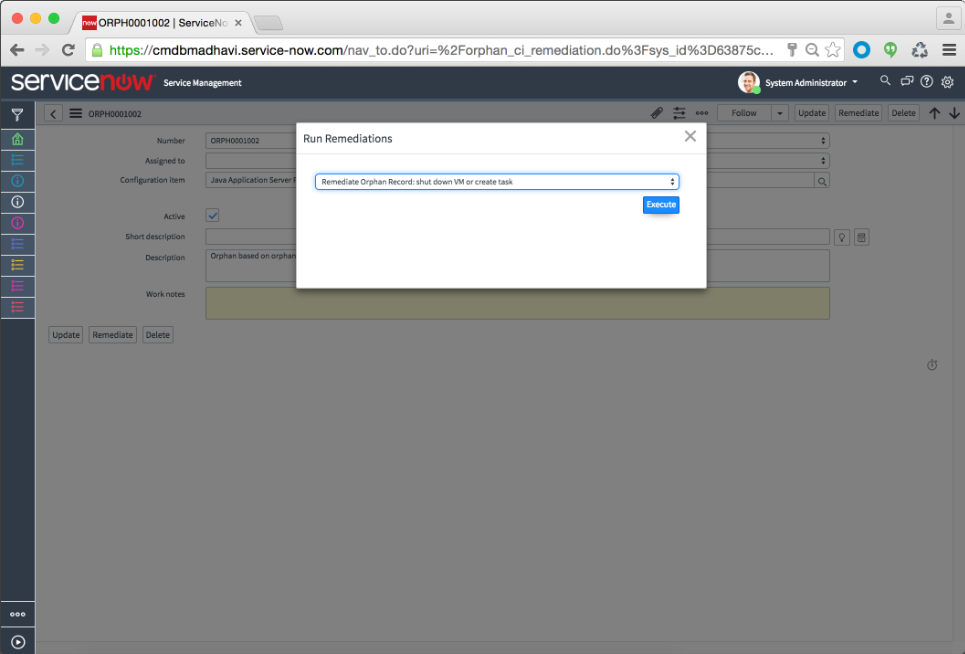 now ORPH0001002 | ServiceNo
https://cmdbmadhavi.service-now.com/nav_to.do?uri=%2Forphan_ci_remediation.do%3Fsys_id%3D63875c...
servicenow Service Management System Administrator
ORPH0001002 Follow Update Remediate Delete
Run Remediations
Number ORPH0001002
Assigned to
Configuration item Java Application Server
Remediate Orphan Record: shut down VM or create task
Execute
Active
Short description
Description Orphan based on orphan
Work notes
Update Remediate Delete